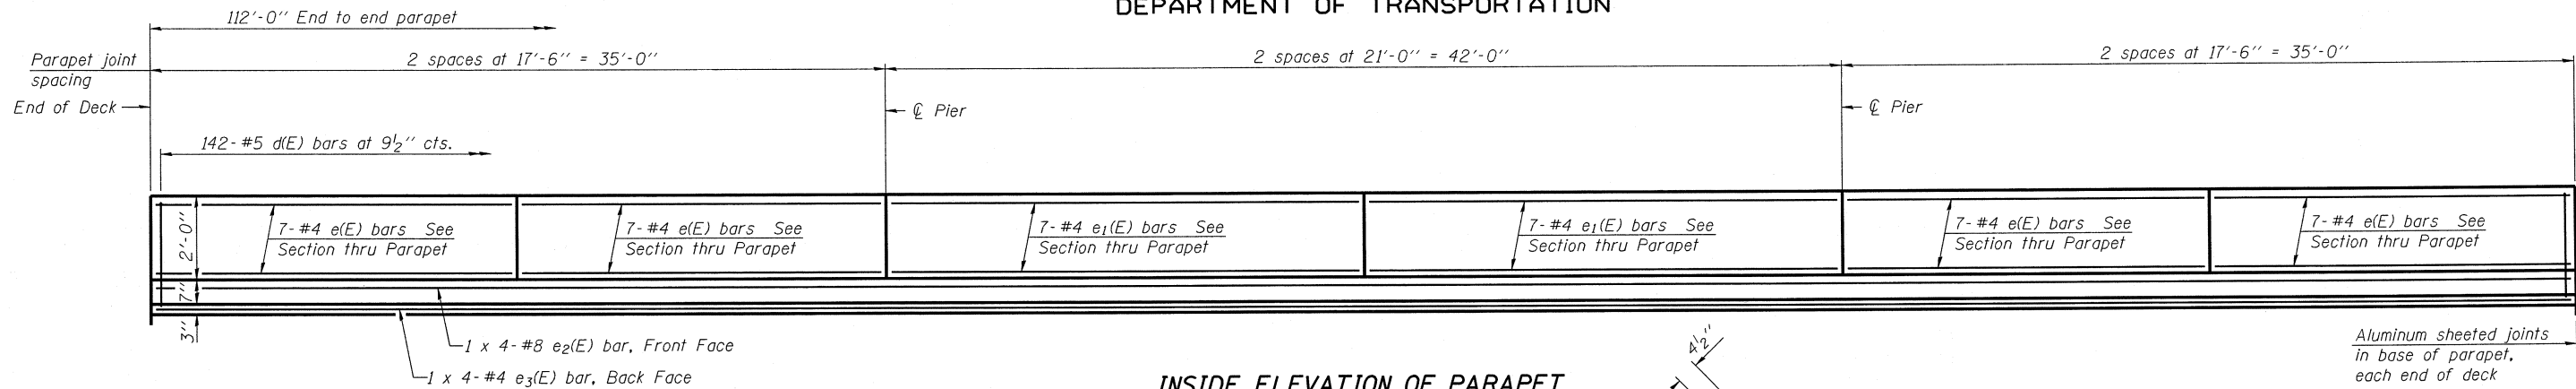 DEPARTMENT OF TRANSPORTATION
112'-0" End to end parapet
Parapet joint
spacing
2 spaces at 17'-6" = 35'-0"
2 spaces at 21'-0" = 42'-0"
2 spaces at 17'-6" = 35'-0"
End of Deck
℄ Pier
℄ Pier
142-#5 d(E) bars at 9½" cts.
2'-0"
7-#4 e(E) bars See
Section thru Parapet
7-#4 e(E) bars See
Section thru Parapet
7-#4 e₁(E) bars See
Section thru Parapet
7-#4 e₁(E) bars See
Section thru Parapet
7-#4 e(E) bars See
Section thru Parapet
7-#4 e(E) bars See
Section thru Parapet
7"
3"
1 x 4-#8 e₂(E) bar, Front Face
1 x 4-#4 e₃(E) bar, Back Face
4½"
Aluminum sheeted joints
in base of parapet,
each end of deck
INSIDE ELEVATION OF PARAPET